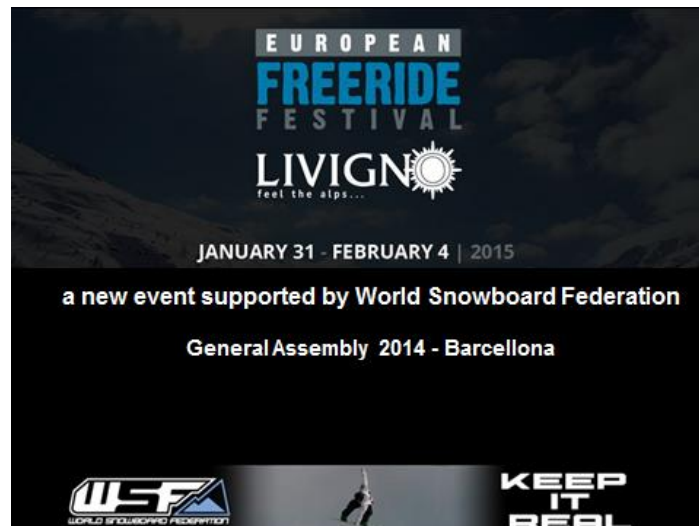 EUROPEAN
FREERIDE
FESTIVAL
LIVIGNO
feel the alps...
JANUARY 31 - FEBRUARY 4 | 2015
a new event supported by World Snowboard Federation
General Assembly 2014 - Barcellona
WSF
WORLD SNOWBOARD FEDERATION
KEEP
IT
REAL